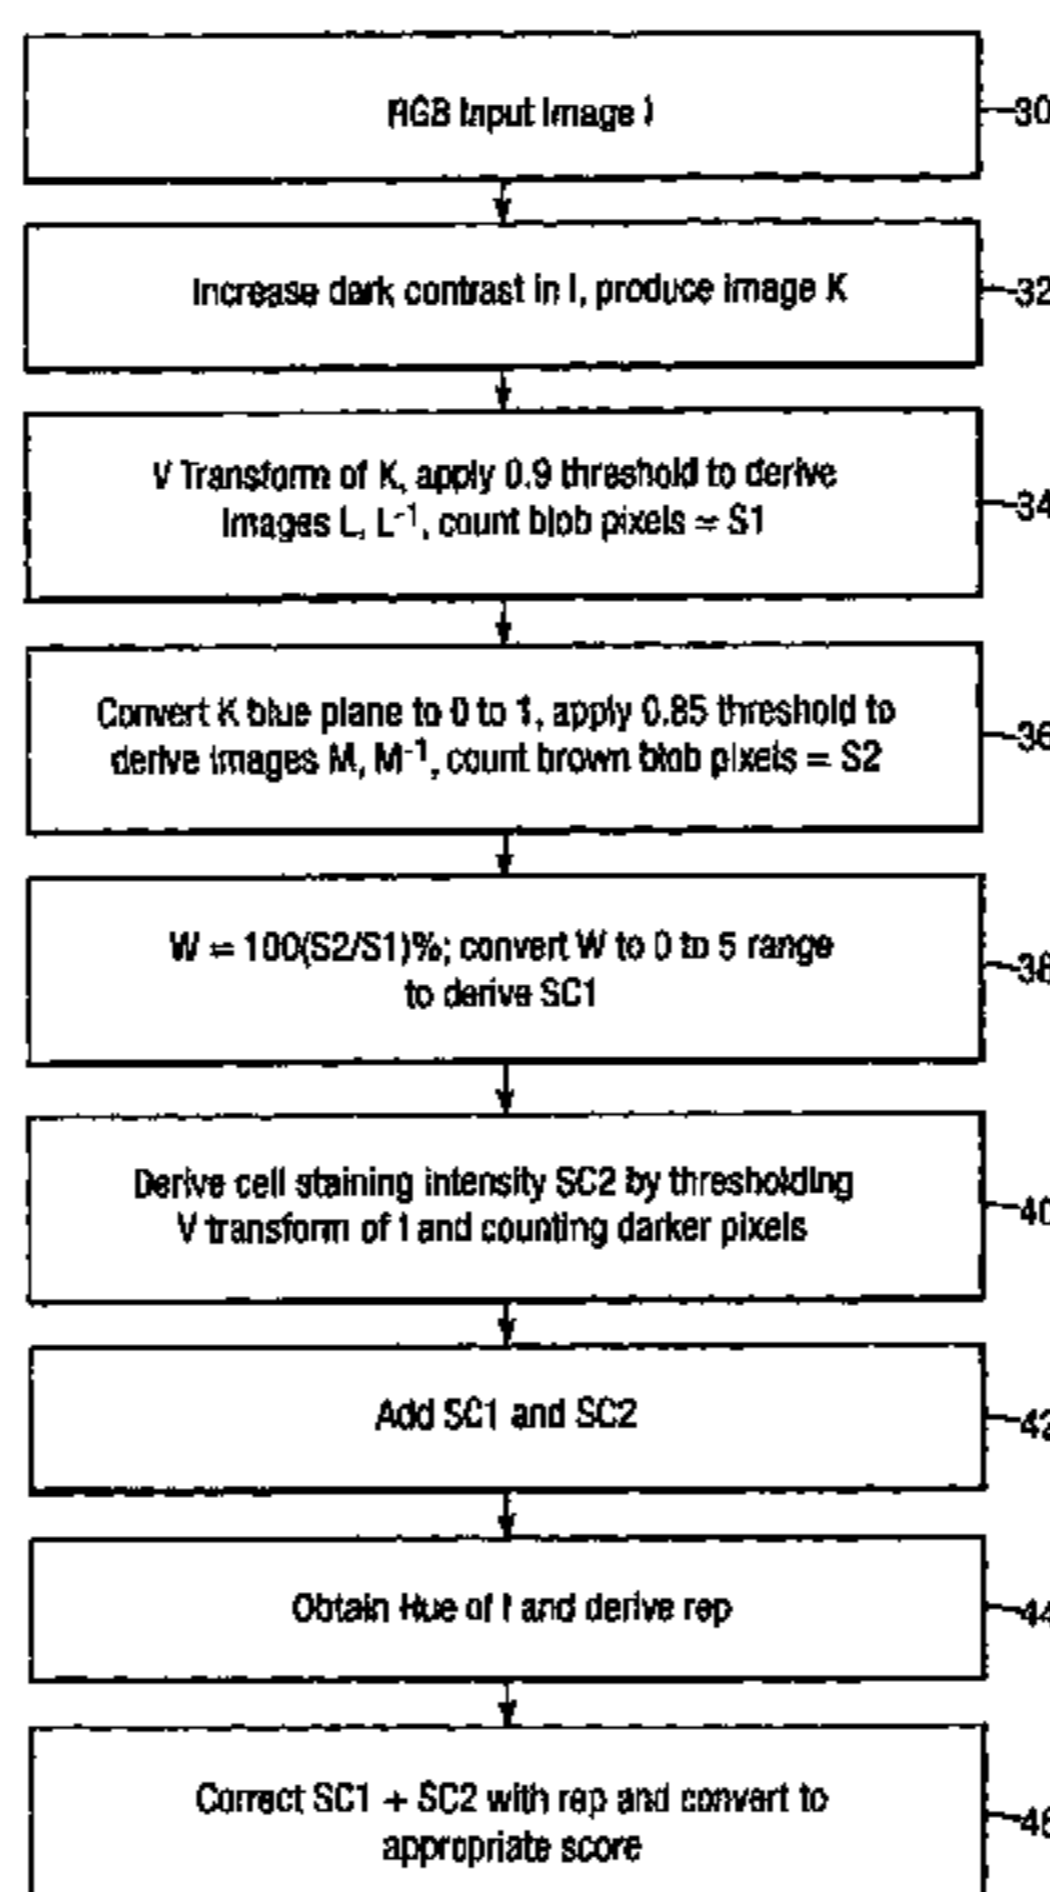 RGB Input Image I
30
Increase dark contrast in I, produce image K
32
V Transform of K, apply 0.9 threshold to derive
images L, L⁻¹, count blob pixels = S1
34
Convert K blue plane to 0 to 1, apply 0.85 threshold to
derive images M, M⁻¹, count brown blob pixels = S2
36
W = 100(S2/S1)%; convert W to 0 to 5 range
to derive SC1
38
Derive cell staining intensity SC2 by thresholding
V transform of I and counting darker pixels
40
Add SC1 and SC2
42
Obtain Hue of I and derive rep
44
Correct SC1 + SC2 with rep and convert to
appropriate score
46